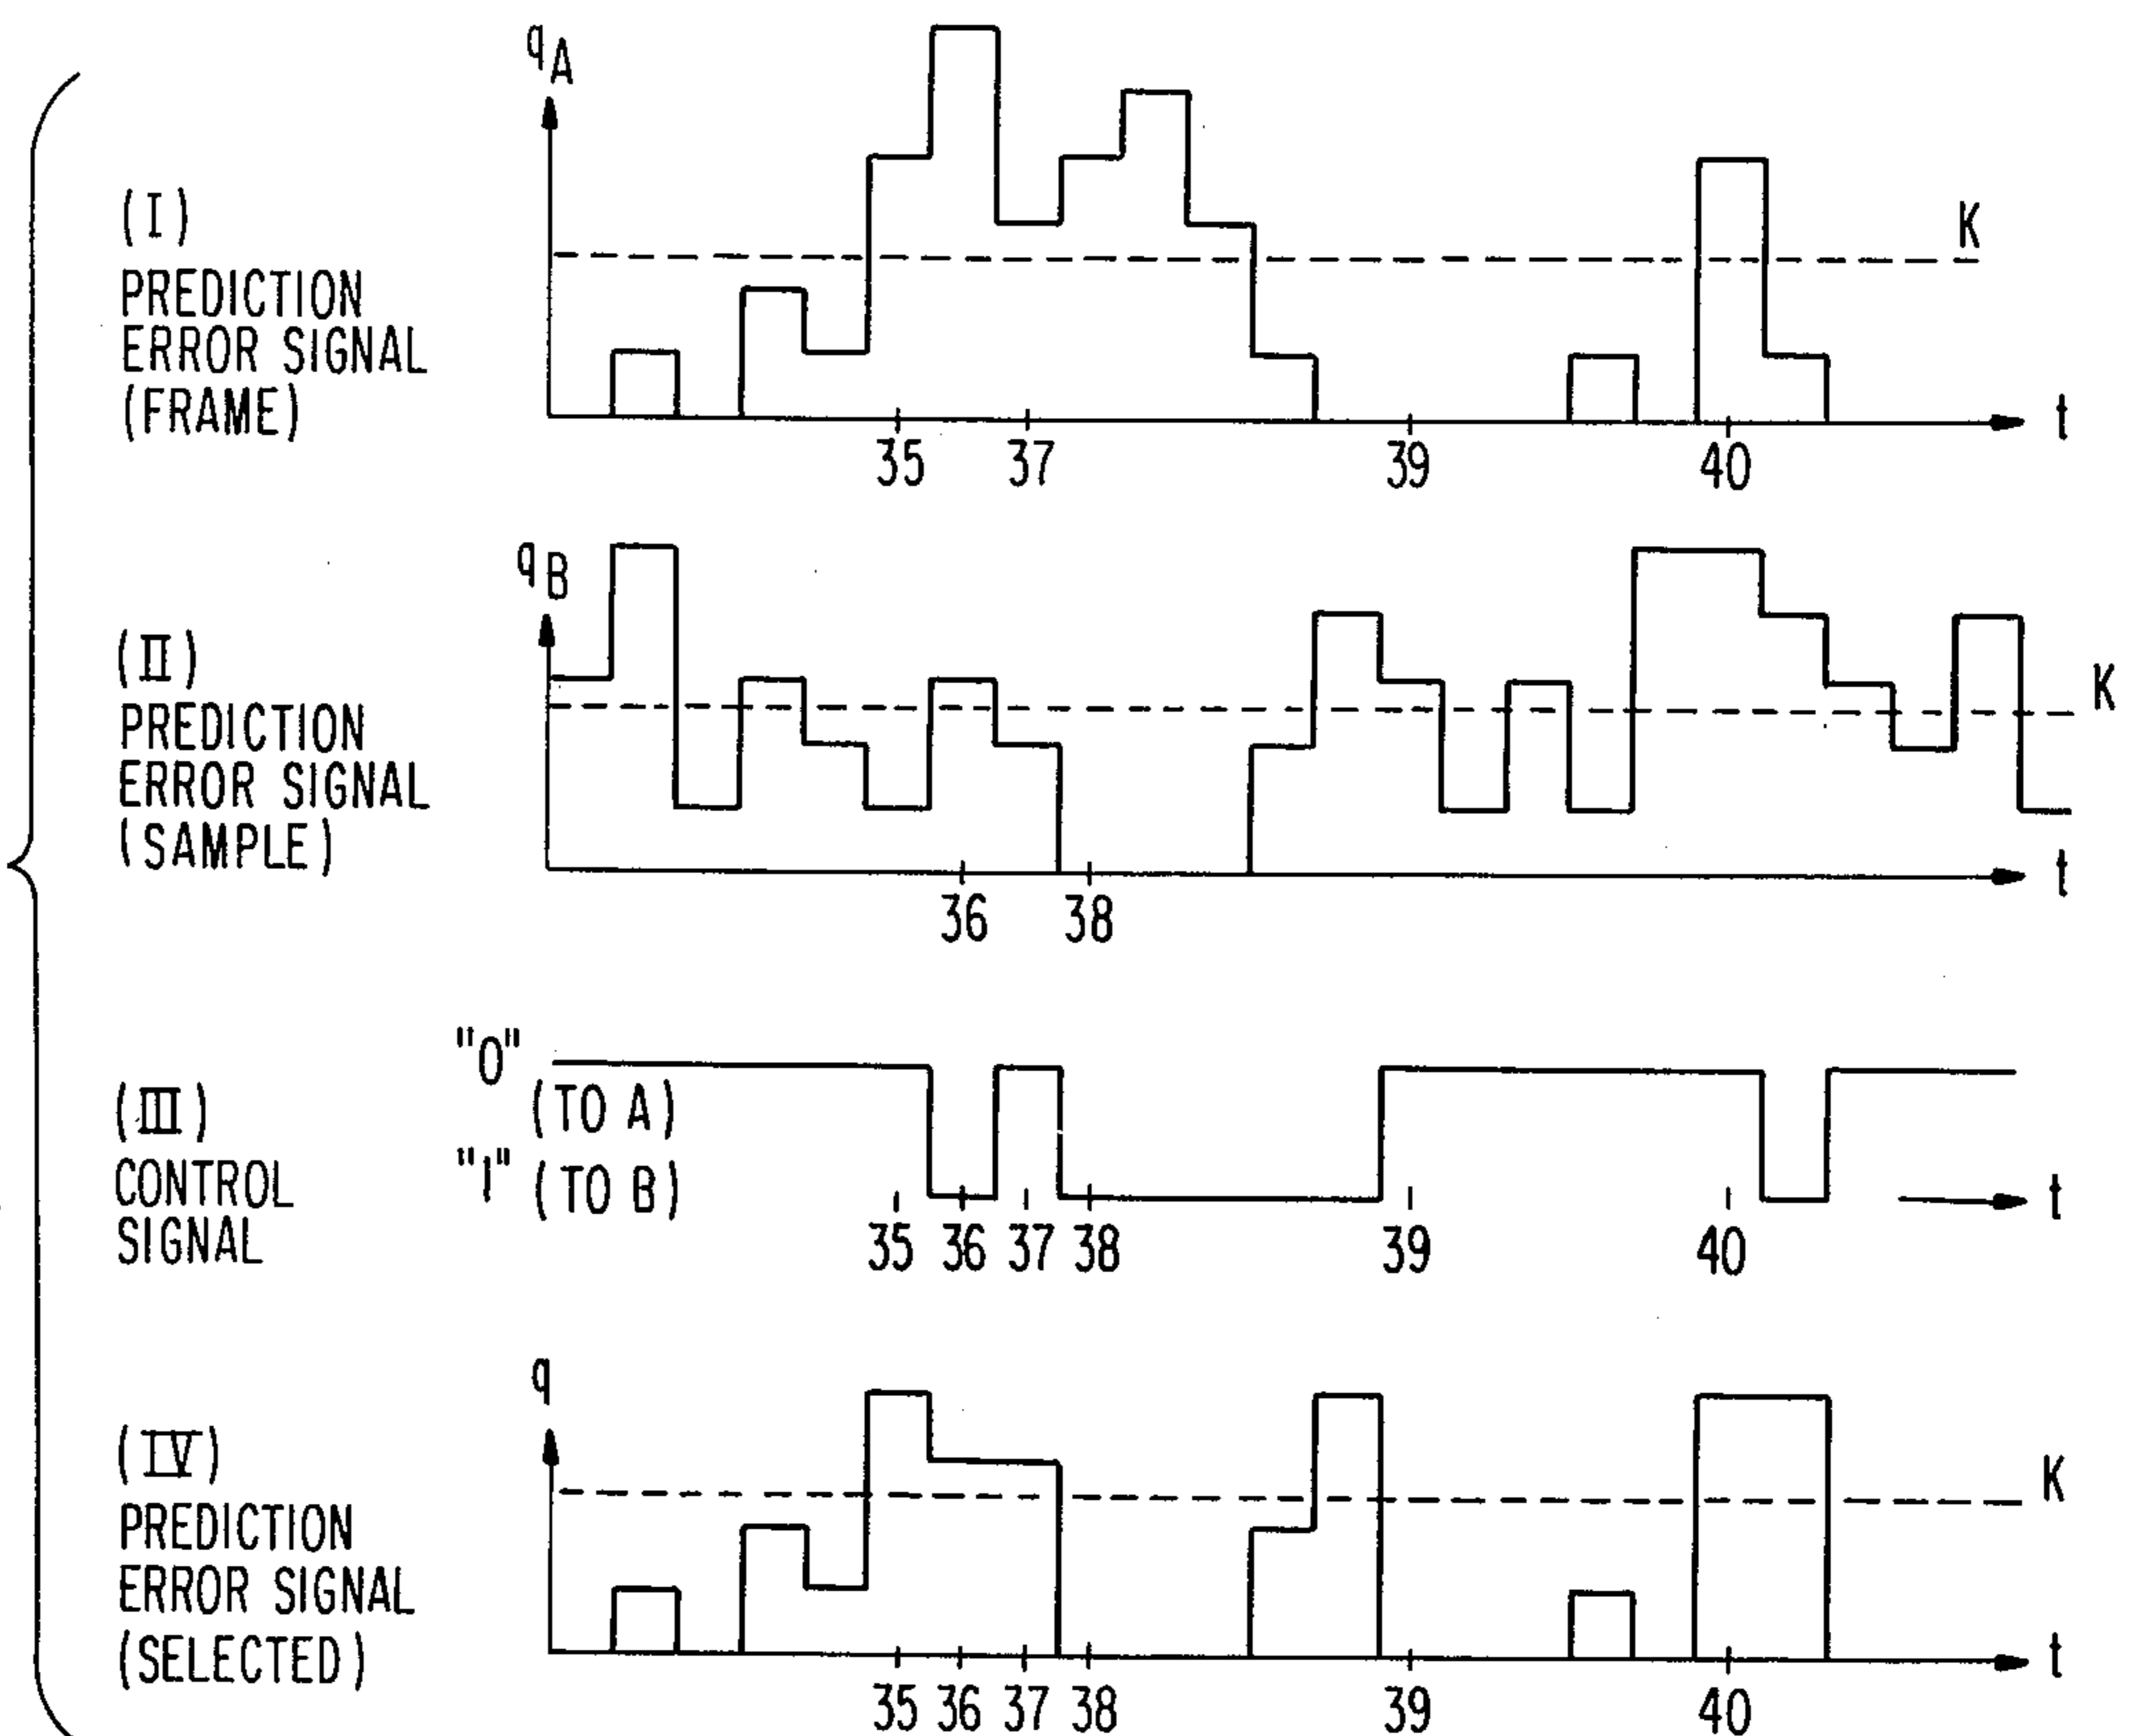 qA
(I)
PREDICTION
ERROR SIGNAL
(FRAME)
K
t
35 37 39 40
qB
(II)
PREDICTION
ERROR SIGNAL
(SAMPLE)
K
t
36 38
"0"
(TO A)
"1" (TO B)
(III)
CONTROL
SIGNAL
t
35 36 37 38 39 40
q
(IV)
PREDICTION
ERROR SIGNAL
(SELECTED)
K
t
35 36 37 38 39 40